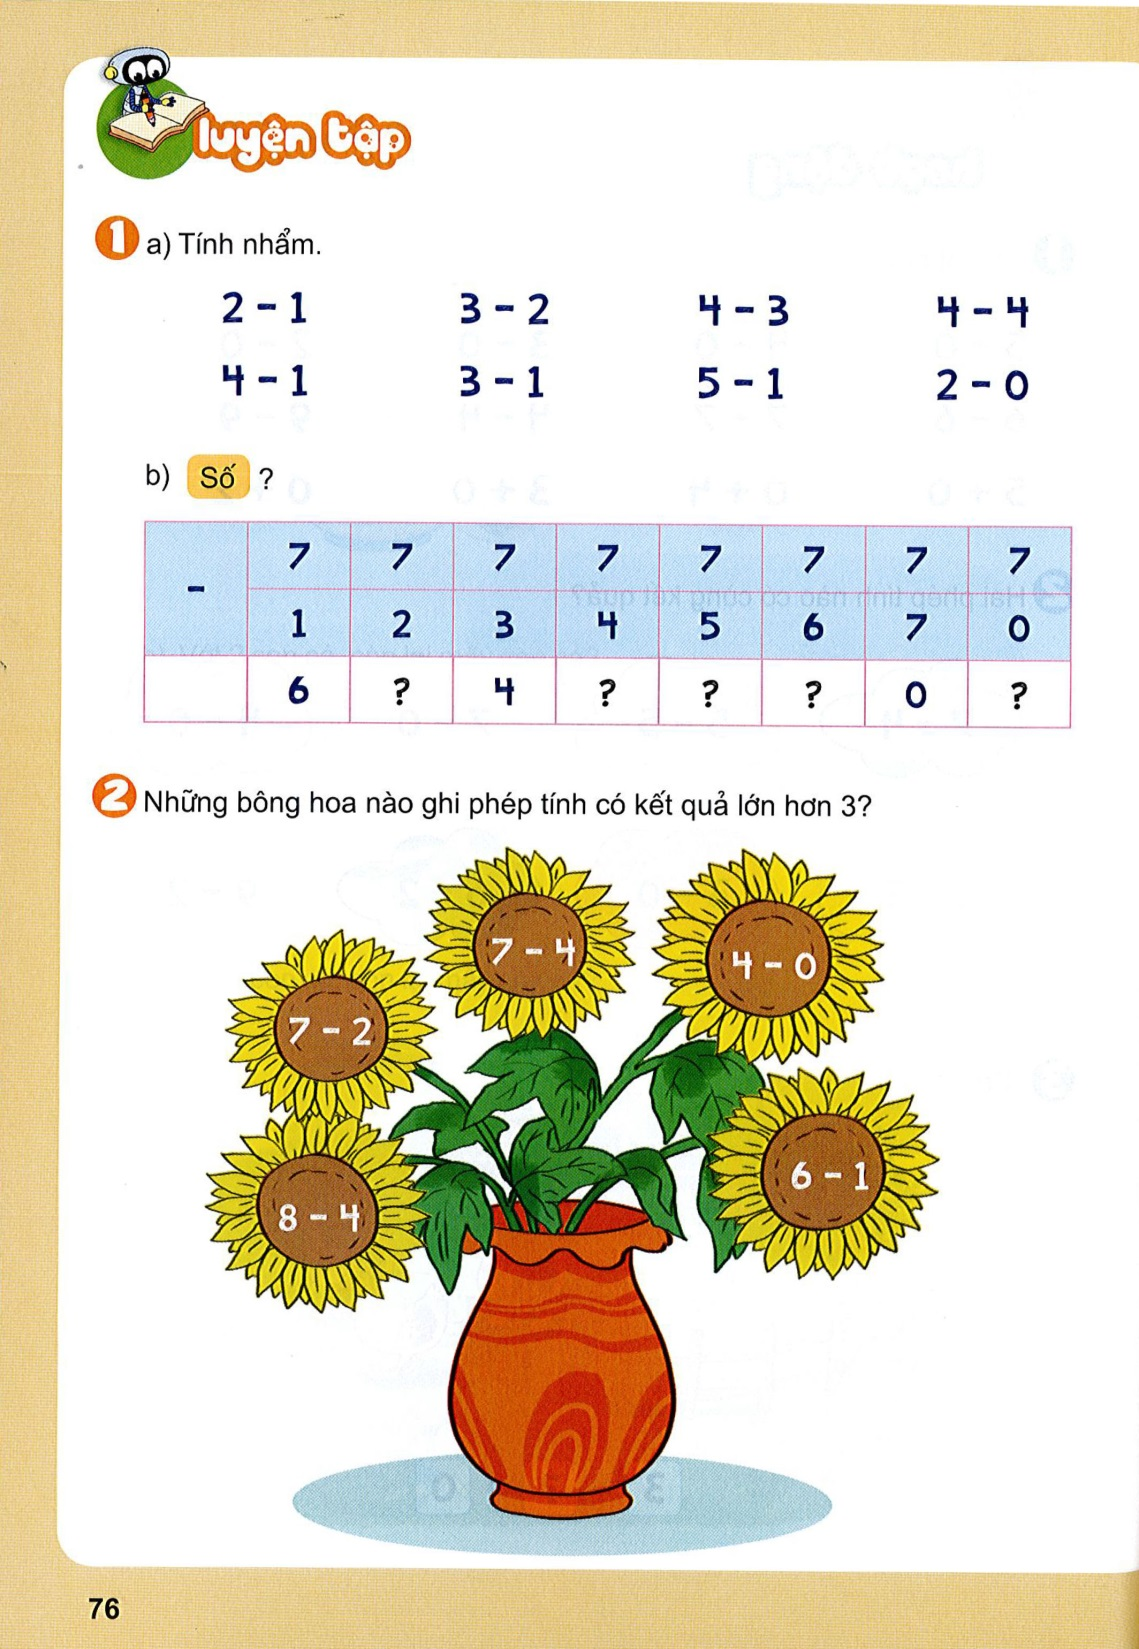 luyện tập
1 a) Tính nhẩm.
2 – 1 3 – 2 4 – 3 4 – 4
4 – 1 3 – 1 5 – 1 2 – 0
b) Số ?
– 7 7 7 7 7 7 7 7
1 2 3 4 5 6 7 0
6 ? 4 ? ? ? 0 ?
2 Những bông hoa nào ghi phép tính có kết quả lớn hơn 3?
7 – 4
4 – 0
7 – 2
6 – 1
8 – 4
76